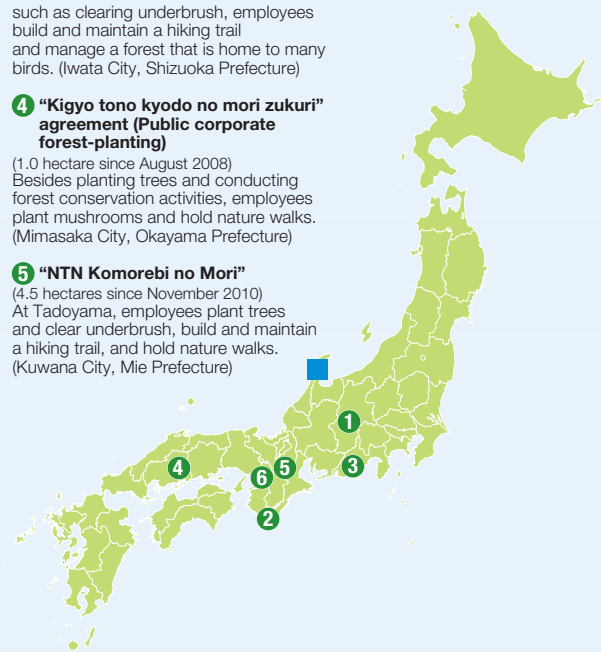 such as clearing underbrush, employees
build and maintain a hiking trail
and manage a forest that is home to many
birds. (Iwata City, Shizuoka Prefecture)
4 “Kigyo tono kyodo no mori zukuri”
agreement (Public corporate
forest-planting)
(1.0 hectare since August 2008)
Besides planting trees and conducting
forest conservation activities, employees
plant mushrooms and hold nature walks.
(Mimasaka City, Okayama Prefecture)
5 “NTN Komorebi no Mori”
(4.5 hectares since November 2010)
At Tadoyama, employees plant trees
and clear underbrush, build and maintain
a hiking trail, and hold nature walks.
(Kuwana City, Mie Prefecture)
1
4
6
5
3
2